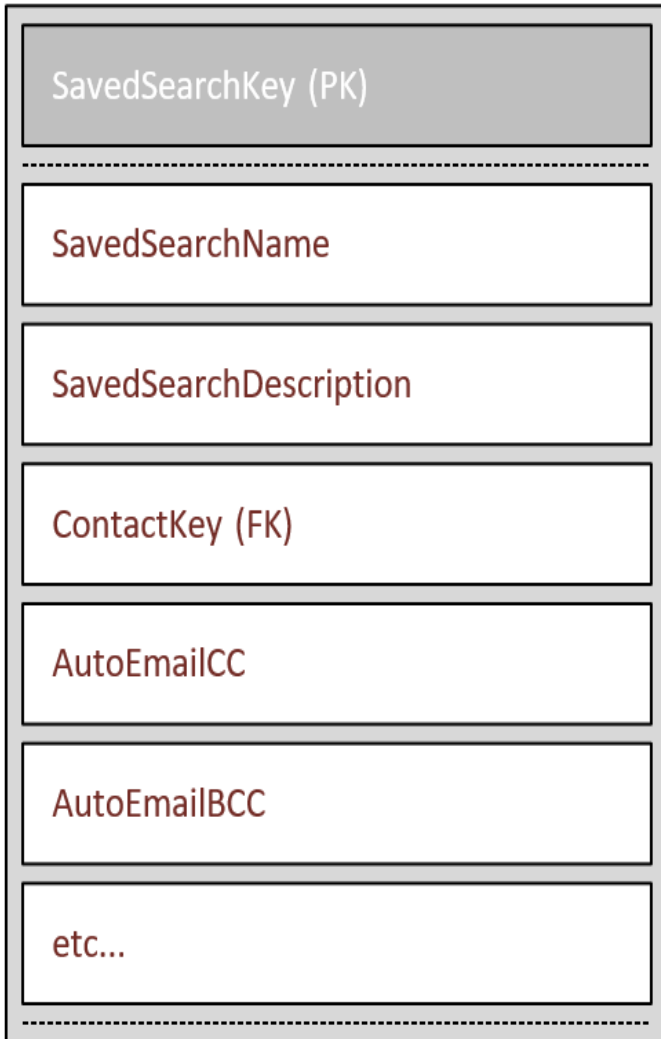 SavedSearchKey (PK)
SavedSearchName
SavedSearchDescription
ContactKey (FK)
AutoEmailCC
AutoEmailBCC
etc...